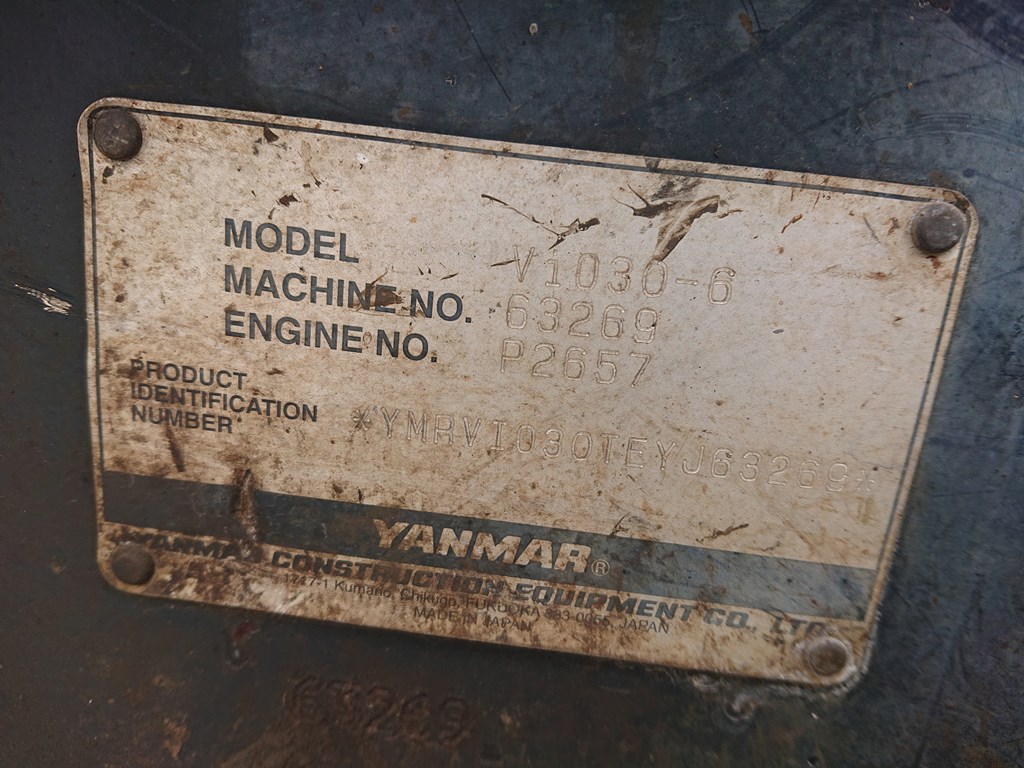 MODEL V1030-6
MACHINE NO. 63269
ENGINE NO. P2657
PRODUCT
IDENTIFICATION
NUMBER *YMRV1030TEYJ63269*
YANMAR®
YANMAR CONSTRUCTION EQUIPMENT CO. LTD.
1717-1 Kumano, Chikugo, FUKUOKA 833-0055, JAPAN
MADE IN JAPAN
63269